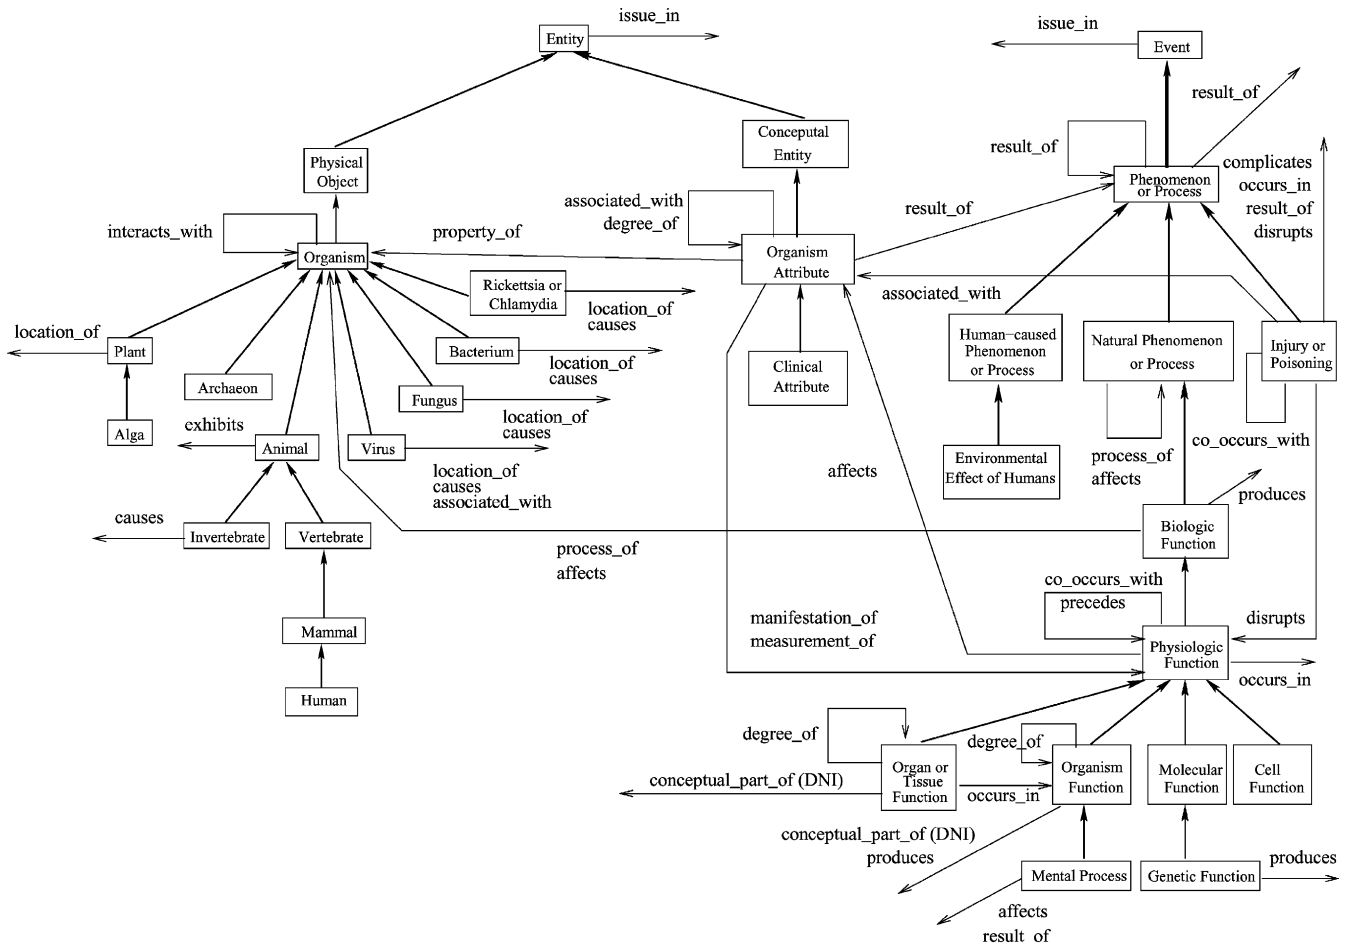 issue_in
Entity
issue_in
Event
result_of
Conceputal
Entity
Physical
Object
result_of
Phenomenon
or Process
complicates
occurs_in
result_of
disrupts
associated_with
degree_of
result_of
interacts_with
property_of
Organism
Organism
Attribute
Rickettsia or
Chlamydia
associated_with
location_of
causes
location_of
Plant
Bacterium
location_of
causes
Human-caused
Phenomenon
or Process
Natural Phenomenon
or Process
Injury or
Poisoning
Clinical
Attribute
Archaeon
Fungus
location_of
causes
Alga
exhibits
Animal
Virus
location_of
causes
associated_with
affects
Environmental
Effect of Humans
process_of
affects
co_occurs_with
produces
causes
Invertebrate
Vertebrate
Biologic
Function
process_of
affects
co_occurs_with
precedes
manifestation_of
measurement_of
disrupts
Mammal
Physiologic
Function
occurs_in
Human
degree_of
degree_of
Organ or
Tissue
Function
occurs_in
Organism
Function
Molecular
Function
Cell
Function
conceptual_part_of (DNI)
conceptual_part_of (DNI)
produces
Mental Process
Genetic Function
produces
affects
result_of